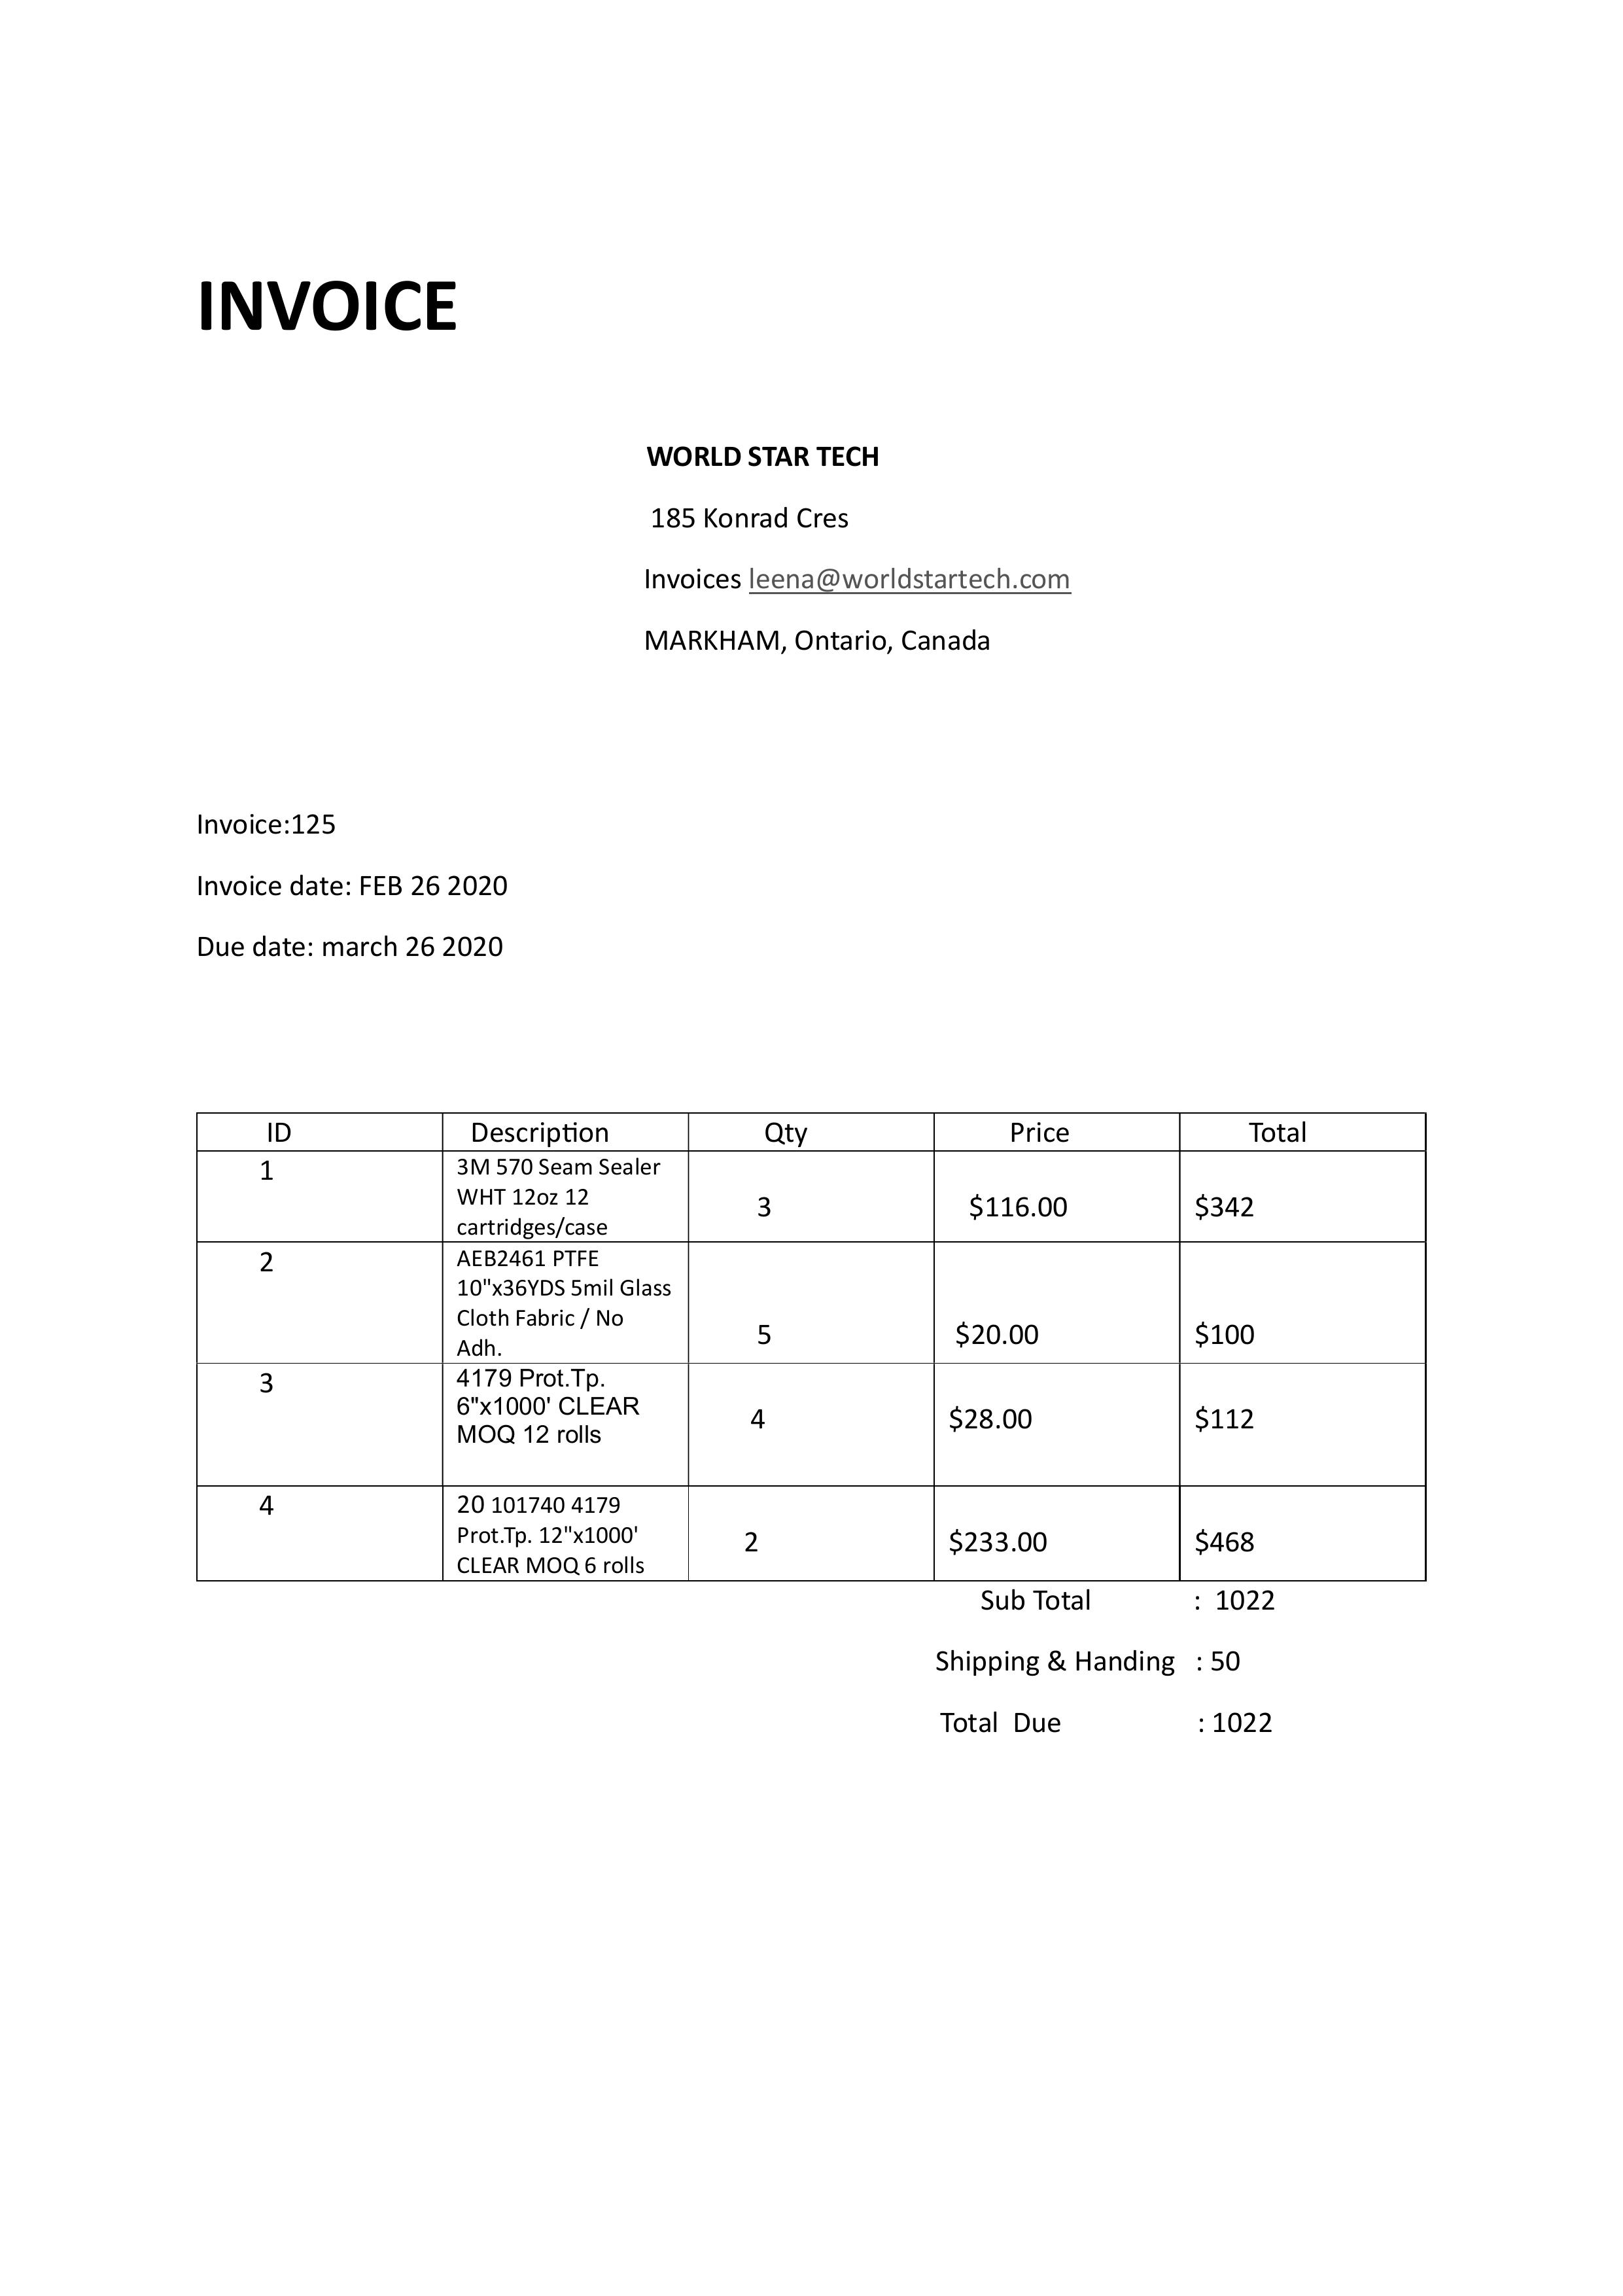 INVOICE
WORLD STAR TECH
185 Konrad Cres
Invoices leena@worldstartech.com
MARKHAM, Ontario, Canada
Invoice:125
Invoice date: FEB 26 2020
Due date: march 26 2020
ID Description Qty Price Total
1 3M 570 Seam Sealer
WHT 12oz 12
cartridges/case 3 $116.00 $342
2 AEB2461 PTFE
10"x36YDS 5mil Glass
Cloth Fabric / No
Adh. 5 $20.00 $100
3 4179 Prot.Tp.
6"x1000' CLEAR
MOQ 12 rolls 4 $28.00 $112
4 20 101740 4179
Prot.Tp. 12"x1000'
CLEAR MOQ 6 rolls 2 $233.00 $468
Sub Total : 1022
Shipping & Handing : 50
Total Due : 1022